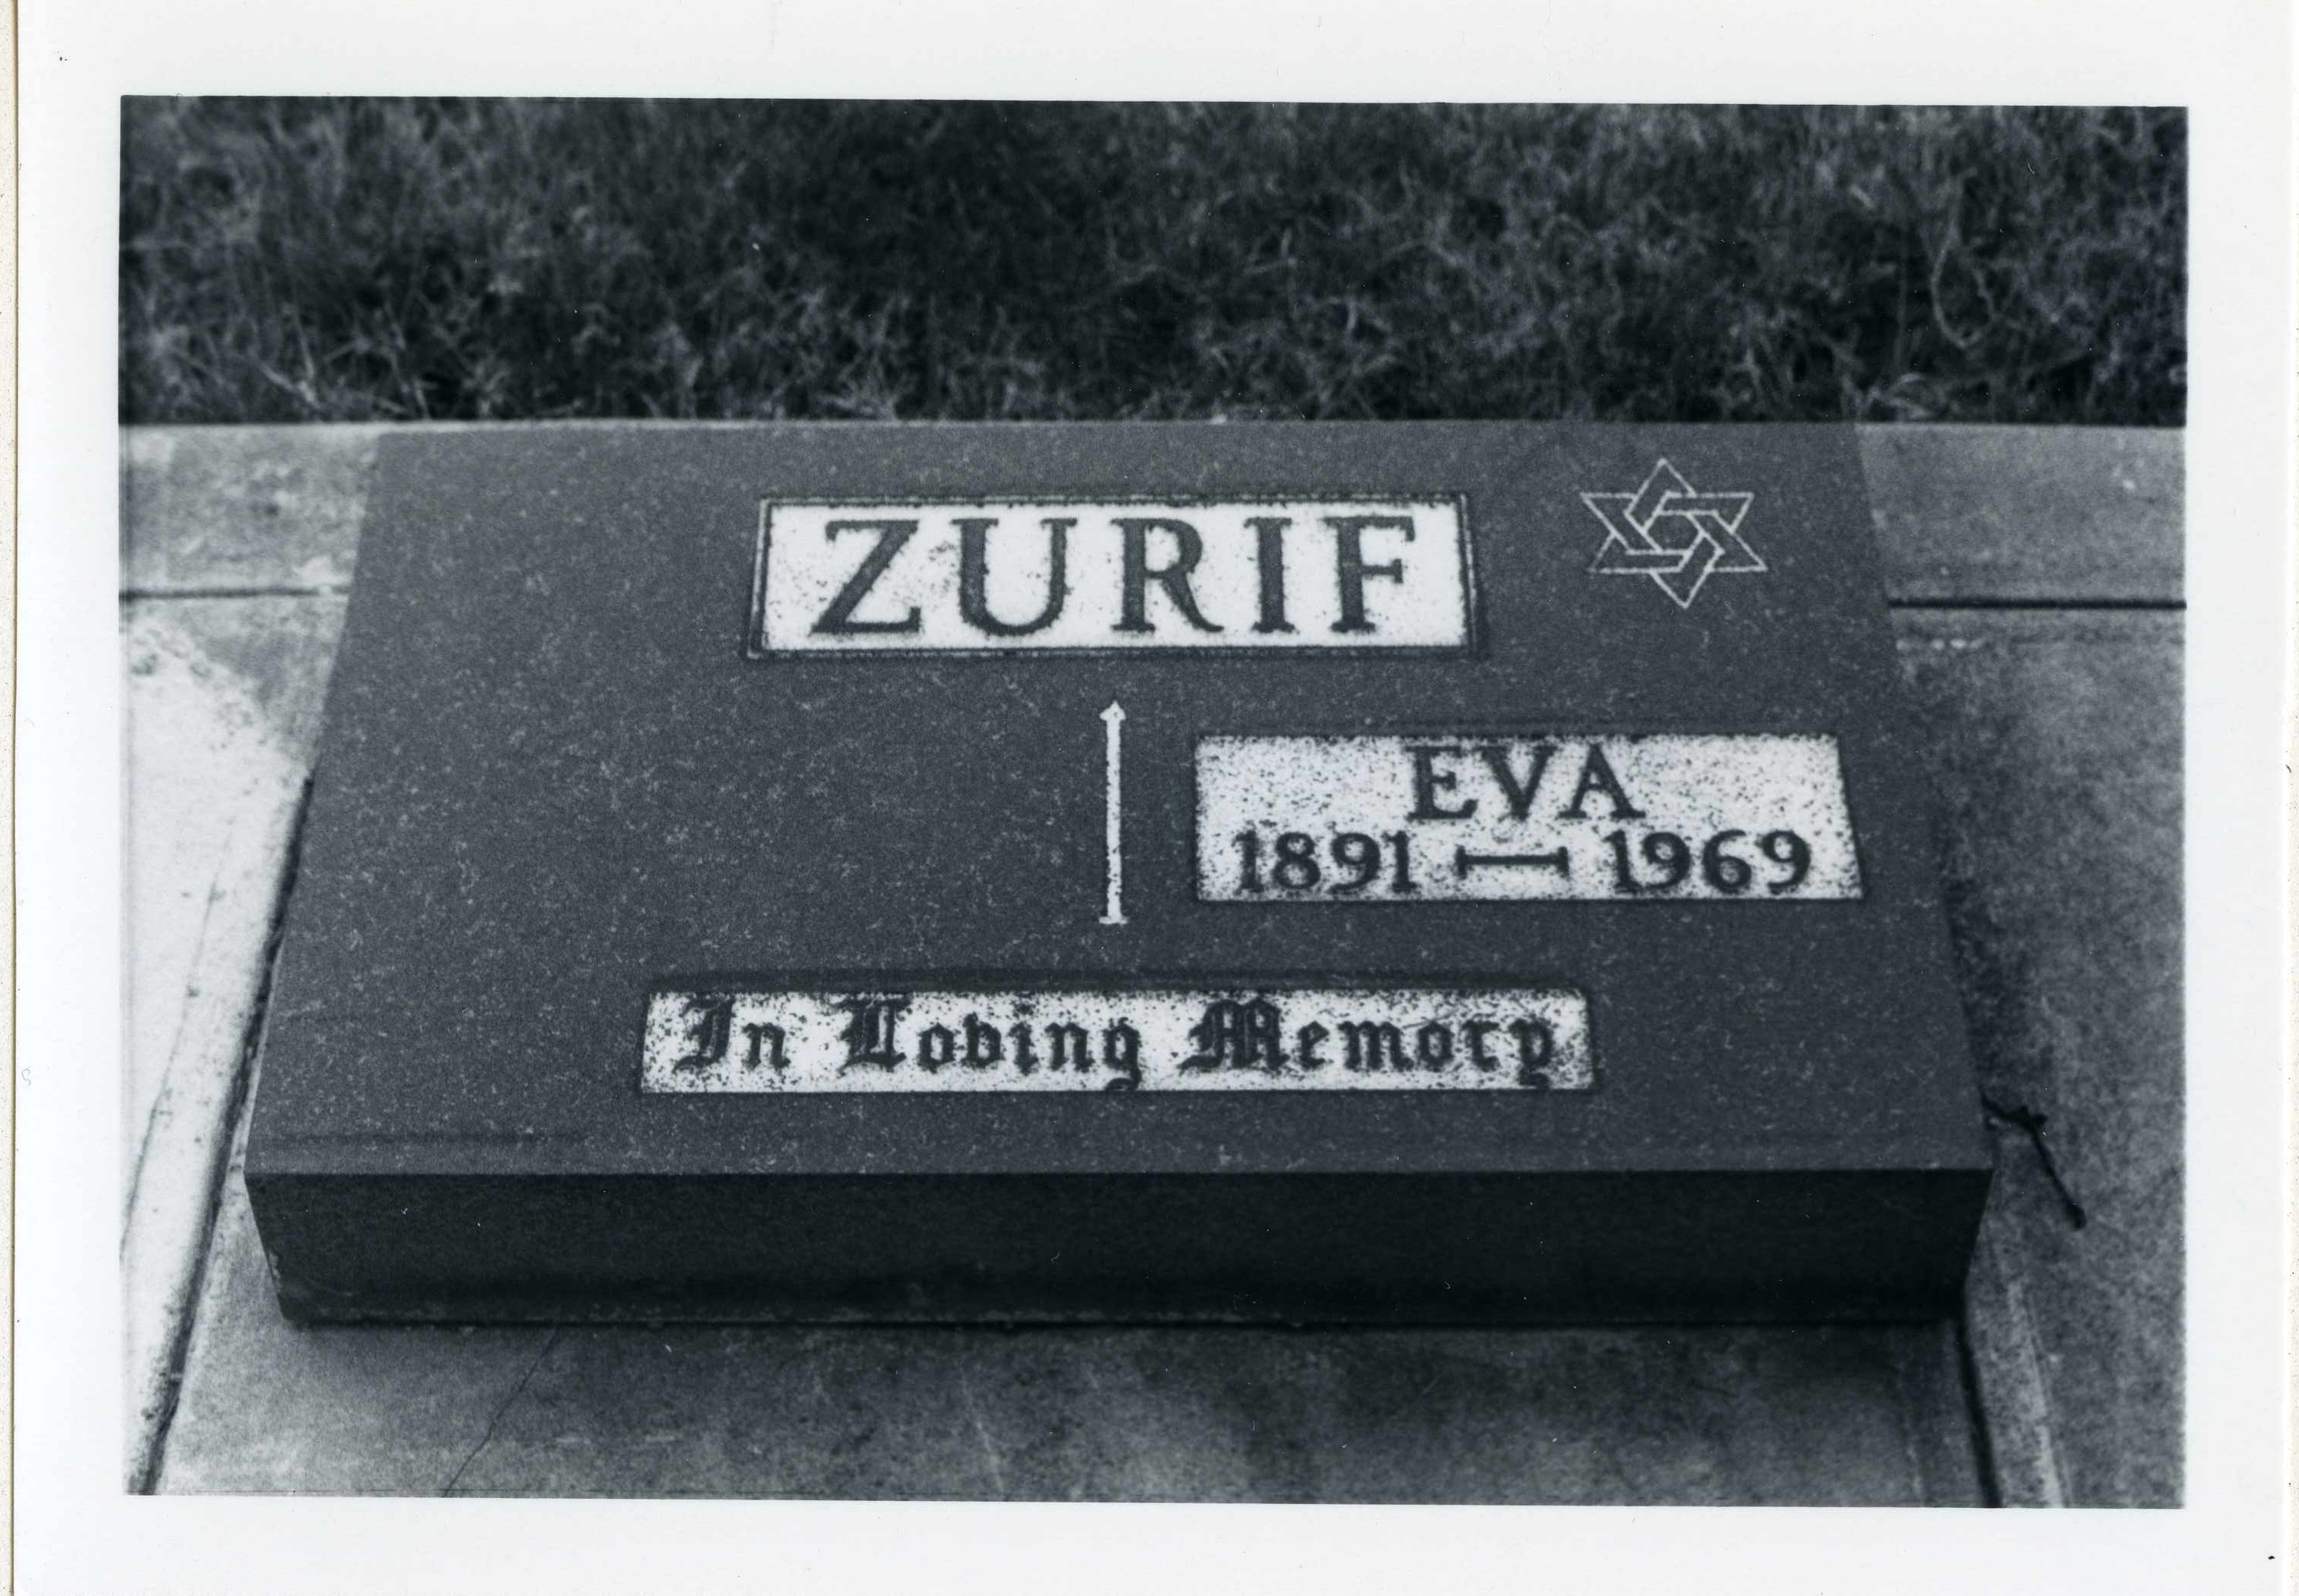 ZURIF
EVA
1891 — 1969
In Loving Memory